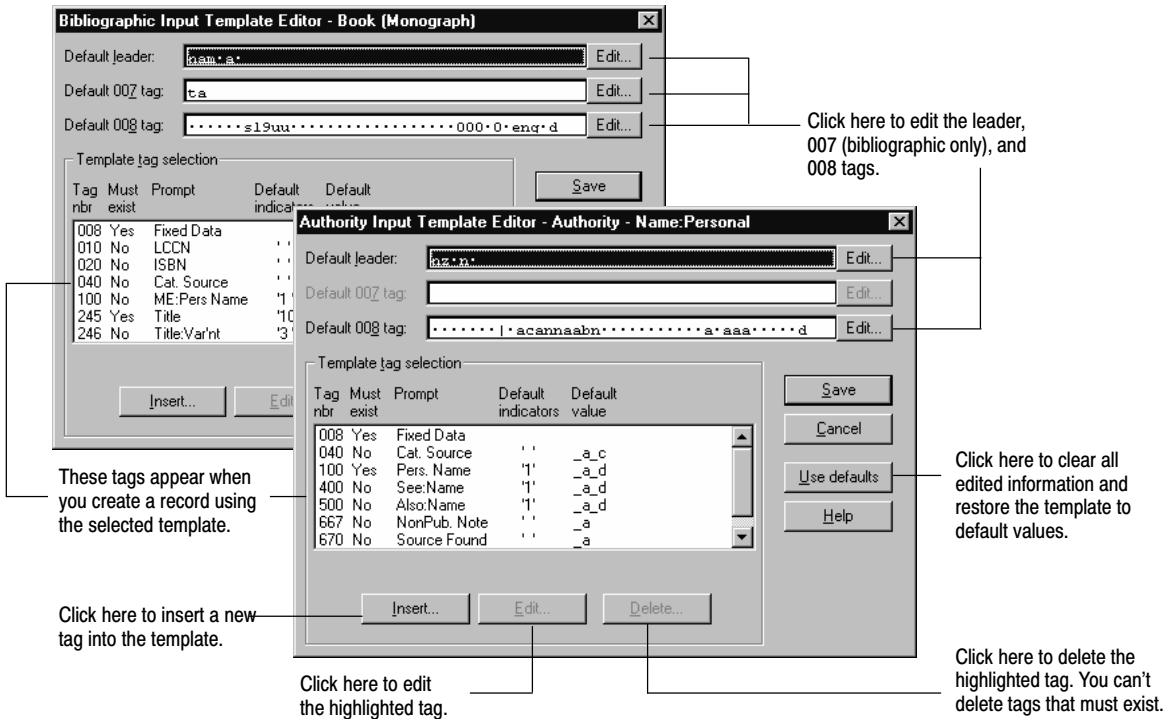 Bibliographic Input Template Editor - Book (Monograph)
Default leader: nam·a· Edit...
Default 007 tag: ta Edit...
Default 008 tag: ······s19uu·················000·0·eng·d Edit...
Template tag selection
Tag nbr Must exist Prompt Default indicators Default value
Save
008 Yes Fixed Data
010 No LCCN ' '
020 No ISBN ' '
040 No Cat. Source ' '
100 No ME:Pers Name '1 '
245 Yes Title '10
246 No Title:Var'nt '3 '
Insert... Edit
Click here to edit the leader,
007 (bibliographic only), and
008 tags.
Authority Input Template Editor - Authority - Name:Personal
Default leader: nz·n· Edit...
Default 007 tag: Edit...
Default 008 tag: ·······|·acannaabn···········a·aaa·····d Edit...
Template tag selection
Tag nbr Must exist Prompt Default indicators Default value
008 Yes Fixed Data
040 No Cat. Source ' ' _a_c
100 Yes Pers. Name '1' _a_d
400 No See:Name '1' _a_d
500 No Also:Name '1 _a_d
667 No NonPub. Note ' ' _a
670 No Source Found ' ' _a
Save
Cancel
Use defaults
Help
Insert... Edit... Delete...
These tags appear when
you create a record using
the selected template.
Click here to clear all
edited information and
restore the template to
default values.
Click here to insert a new
tag into the template.
Click here to edit
the highlighted tag.
Click here to delete the
highlighted tag. You can't
delete tags that must exist.